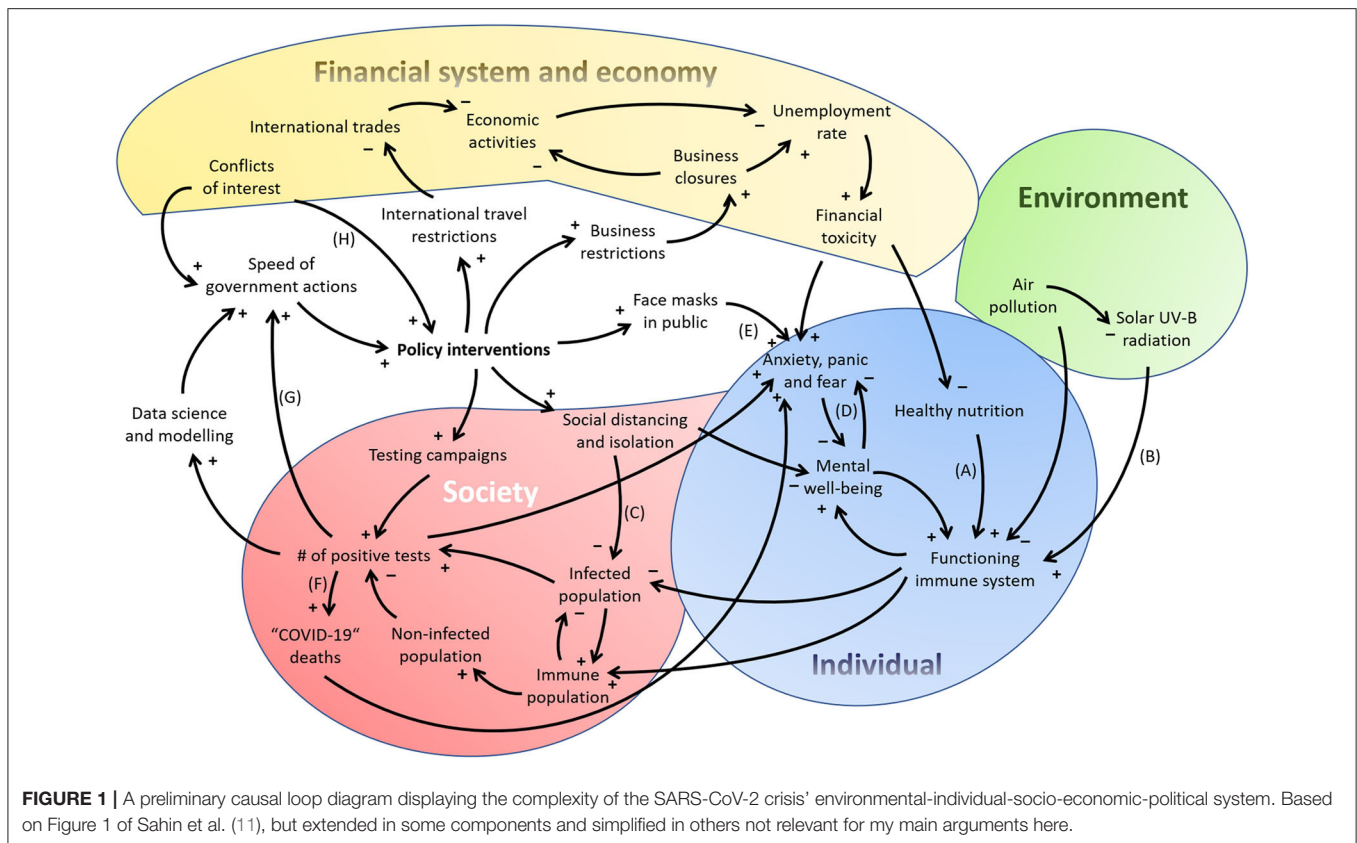 Financial system and economy
International trades
−
−
Economic
activities
−
Unemployment
rate
−
+
Business
closures
+
Conflicts
of interest
+
Financial
toxicity
Environment
Air
pollution
−
Solar UV-B
radiation
(H)
International travel
restrictions
+
+
Business
restrictions
+
Speed of
government actions
+
+
+
Policy interventions
+
+
Face masks
in public
(E)
+
+
+
+
Anxiety, panic
and fear
−
(D)
−
−
Healthy nutrition
(A)
(B)
(G)
Data science
and modelling
+
+
Social distancing
and isolation
+
Testing campaigns
Society
(C)
−
Mental
well-being
+
+
+
−
Functioning
immune system
+
+
# of positive tests
−
+
(F)
+
−
Infected
population
−
−
"COVID-19“
deaths
Non-infected
population
+
+
Immune
population
+
Individual
FIGURE 1 | A preliminary causal loop diagram displaying the complexity of the SARS-CoV-2 crisis’ environmental-individual-socio-economic-political system. Based
on Figure 1 of Sahin et al. (11), but extended in some components and simplified in others not relevant for my main arguments here.